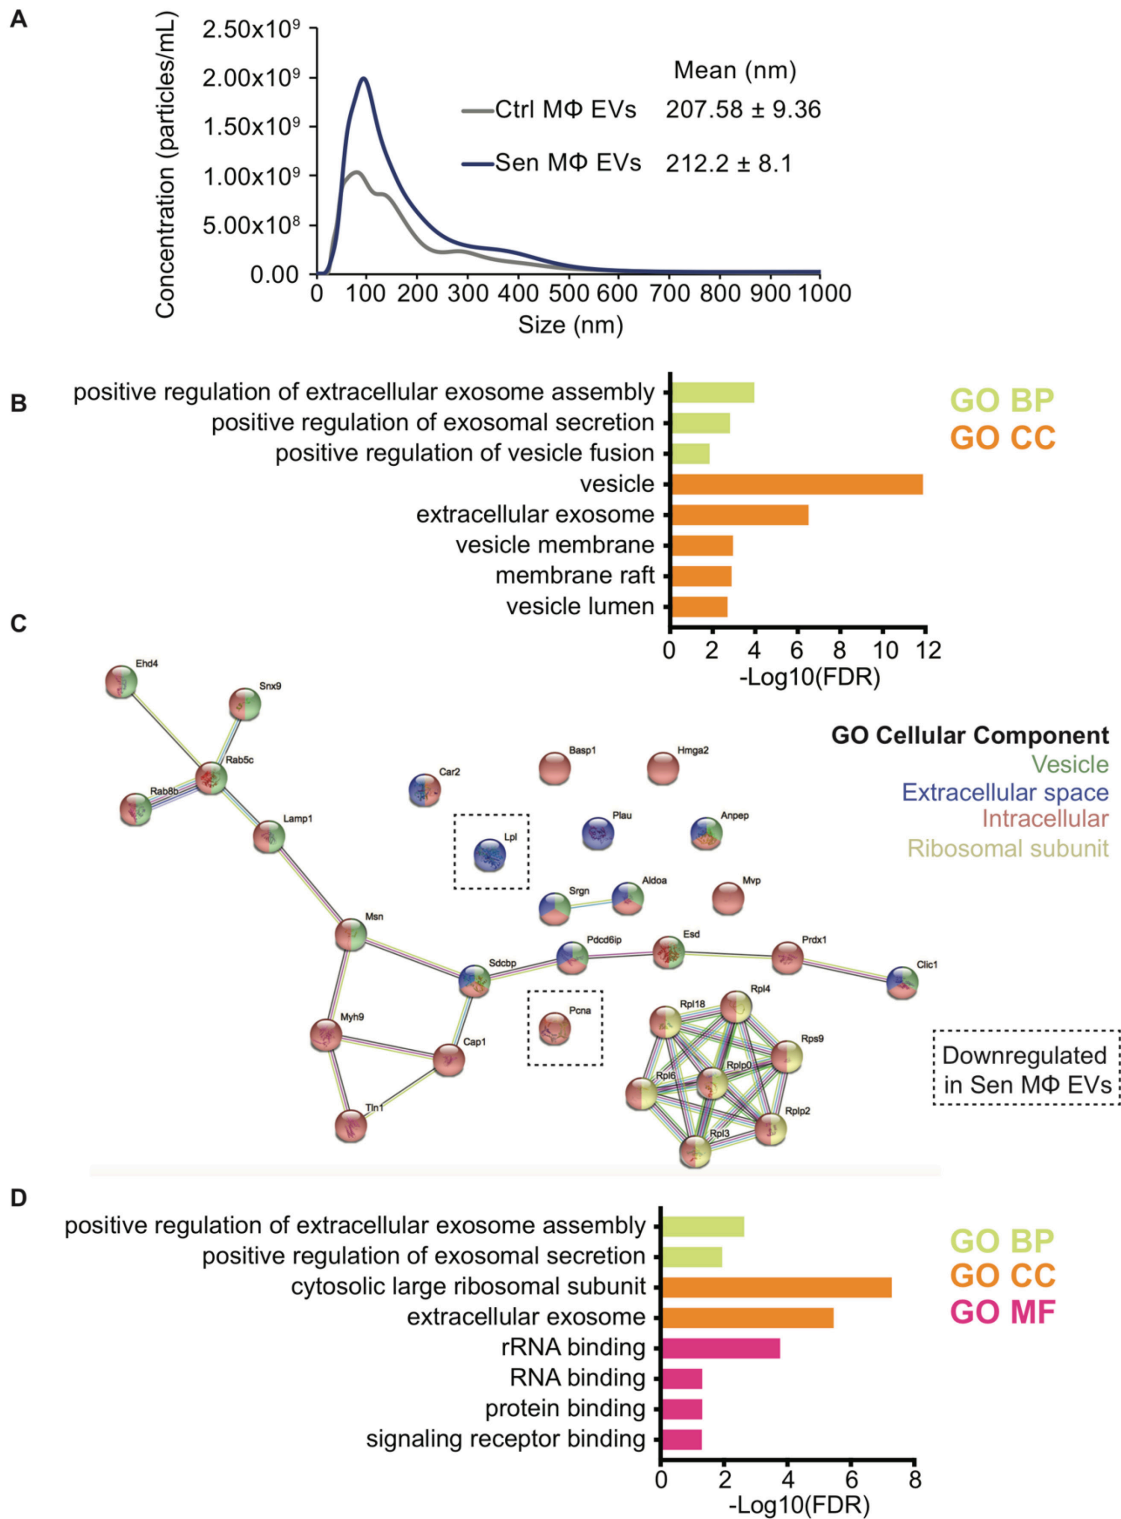 A
Concentration (particles/mL)
2.50x10⁹
2.00x10⁹
1.50x10⁹
1.00x10⁹
5.00x10⁸
0.00
0 100 200 300 400 500 600 700 800 900 1000
Size (nm)
Mean (nm)
Ctrl MΦ EVs 207.58 ± 9.36
Sen MΦ EVs 212.2 ± 8.1
B
positive regulation of extracellular exosome assembly
positive regulation of exosomal secretion
positive regulation of vesicle fusion
vesicle
extracellular exosome
vesicle membrane
membrane raft
vesicle lumen
0 2 4 6 8 10 12
-Log10(FDR)
GO BP
GO CC
C
Ehd4
Snx9
Rab5c
Rab8b
Lamp1
Car2
Basp1
Hmga2
Lpl
Plau
Anpep
Srgn
Aldoa
Mvp
Msn
Sdcbp
Pdcd6ip
Esd
Prdx1
Clic1
Myh9
Cap1
Pcna
Tln1
Rpl18
Rpl4
Rps9
Rplp0
Rpl6
Rplp2
Rpl3
GO Cellular Component
Vesicle
Extracellular space
Intracellular
Ribosomal subunit
Downregulated
in Sen MΦ EVs
D
positive regulation of extracellular exosome assembly
positive regulation of exosomal secretion
cytosolic large ribosomal subunit
extracellular exosome
rRNA binding
RNA binding
protein binding
signaling receptor binding
0 2 4 6 8
-Log10(FDR)
GO BP
GO CC
GO MF